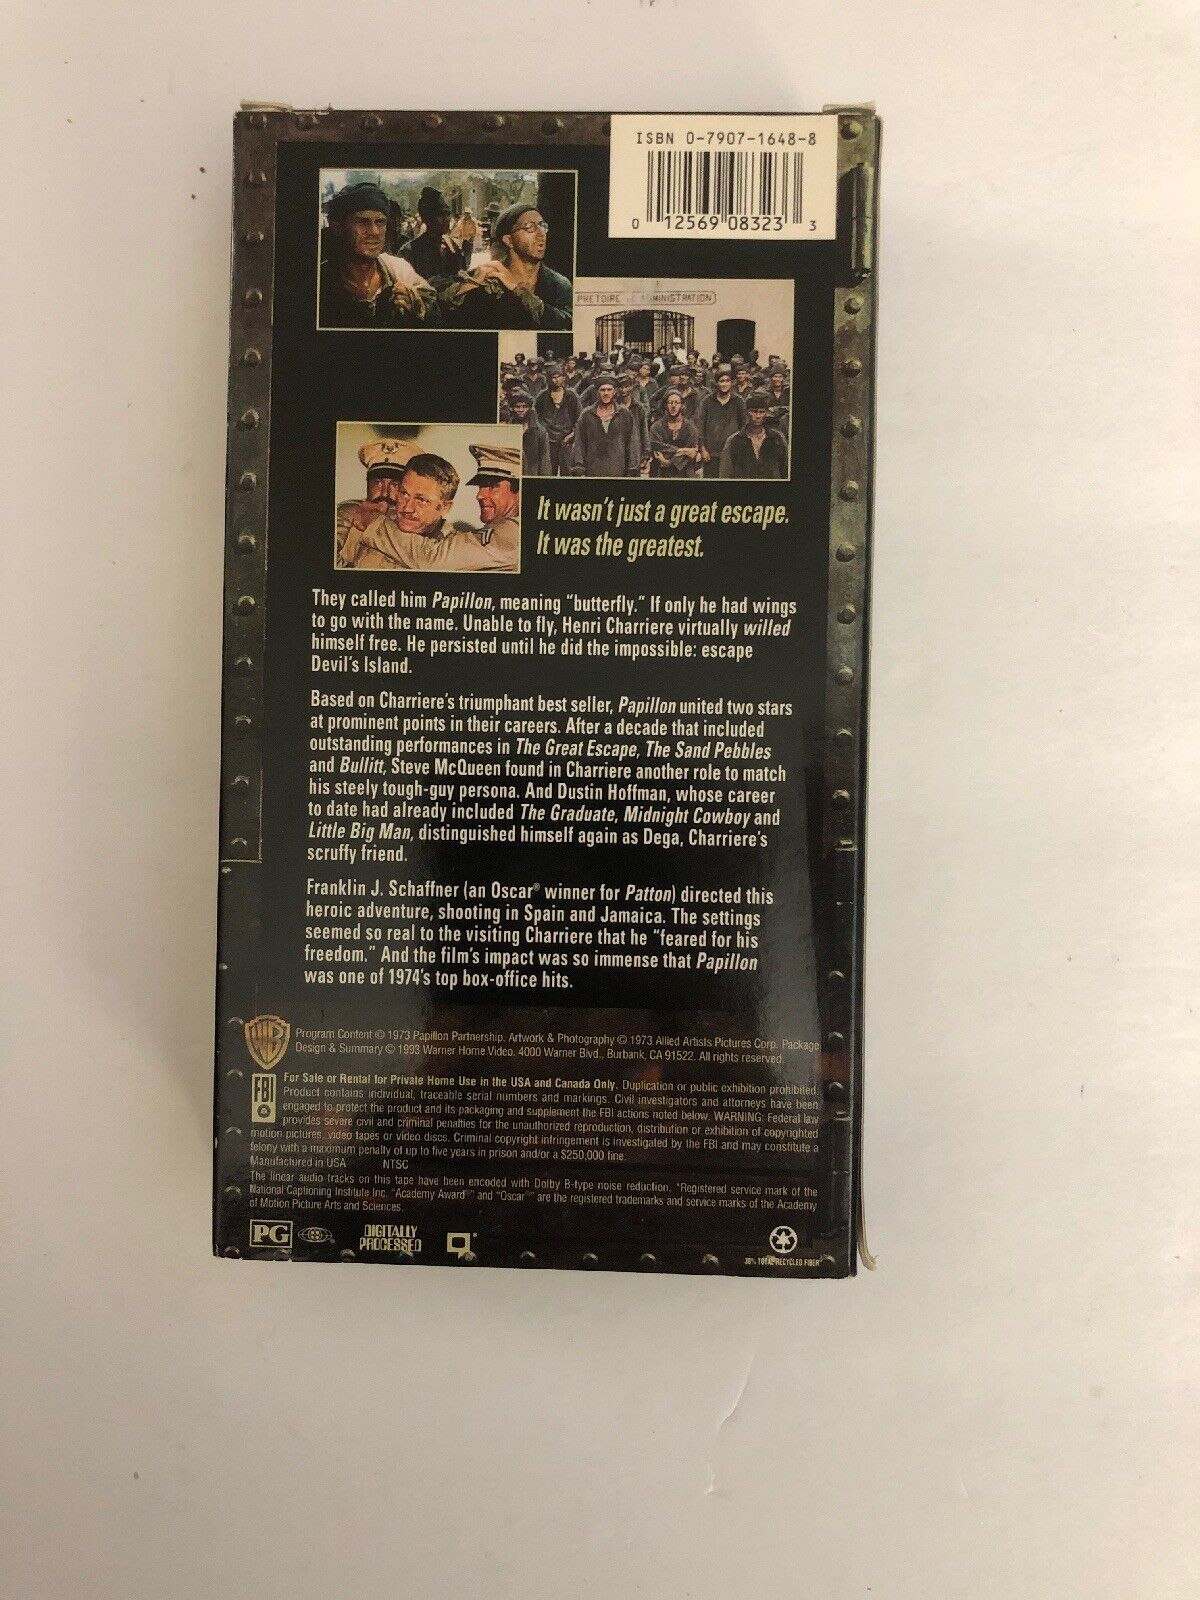 ISBN 0-7907-1648-8
0 12569 08323 3
PRETOIRE ADMINISTRATION
It wasn't just a great escape.
It was the greatest.
They called him Papillon, meaning "butterfly." If only he had wings
to go with the name. Unable to fly, Henri Charriere virtually willed
himself free. He persisted until he did the impossible: escape
Devil's Island.
Based on Charriere's triumphant best seller, Papillon united two stars
at prominent points in their careers. After a decade that included
outstanding performances in The Great Escape, The Sand Pebbles
and Bullitt, Steve McQueen found in Charriere another role to match
his steely tough-guy persona. And Dustin Hoffman, whose career
to date had already included The Graduate, Midnight Cowboy and
Little Big Man, distinguished himself again as Dega, Charriere's
scruffy friend.
Franklin J. Schaffner (an Oscar® winner for Patton) directed this
heroic adventure, shooting in Spain and Jamaica. The settings
seemed so real to the visiting Charriere that he "feared for his
freedom." And the film's impact was so immense that Papillon
was one of 1974's top box-office hits.
WB
Program Content © 1973 Papillon Partnership. Artwork & Photography © 1973 Allied Artists Pictures Corp. Package
Design & Summary © 1993 Warner Home Video. 4000 Warner Blvd., Burbank, CA 91522. All rights reserved.
FBI
For Sale or Rental for Private Home Use in the USA and Canada Only. Duplication or public exhibition prohibited.
Product contains individual, traceable serial numbers and markings. Civil investigators and attorneys have been
engaged to protect the product and its packaging and supplement the FBI actions noted below. WARNING: Federal law
provides severe civil and criminal penalties for the unauthorized reproduction, distribution or exhibition of copyrighted
motion pictures, video tapes or video discs. Criminal copyright infringement is investigated by the FBI and may constitute a
felony with a maximum penalty of up to five years in prison and/or a $250,000 fine.
Manufactured in USA NTSC
The linear audio tracks on this tape have been encoded with Dolby B-type noise reduction. *Registered service mark of the
National Captioning Institute Inc. "Academy Award®" and "Oscar®" are the registered trademarks and service marks of the Academy
of Motion Picture Arts and Sciences.
PG
DIGITALLY
PROCESSED
30% TOTAL RECYCLED FIBER